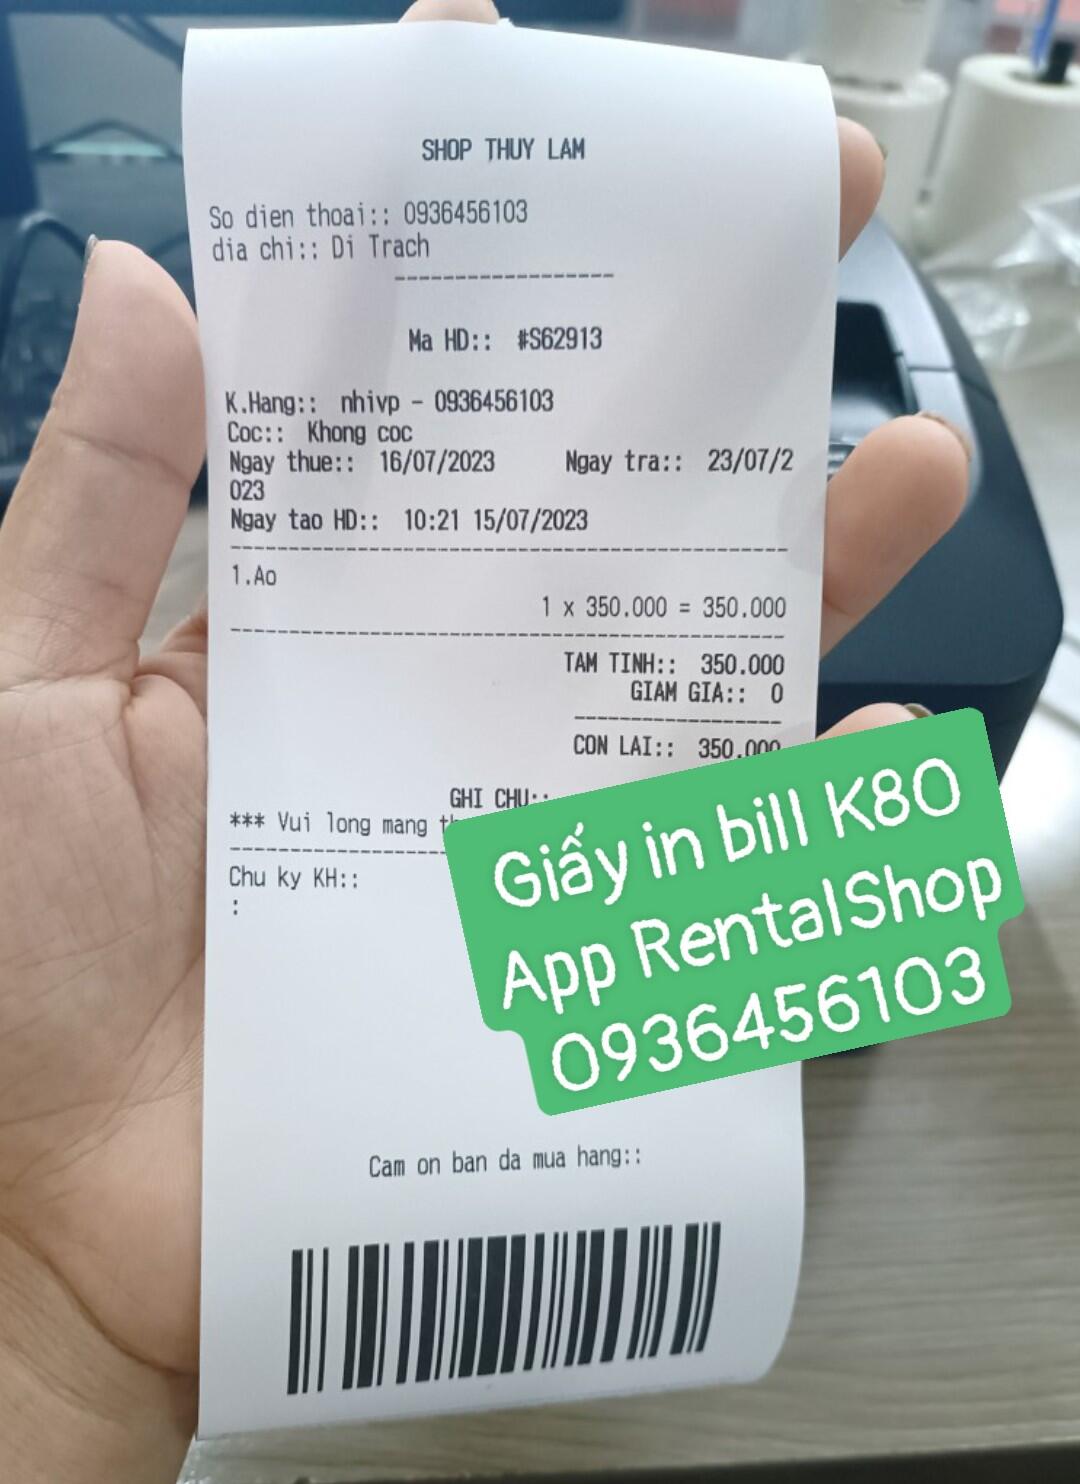 SHOP THUY LAM
So dien thoai:: 0936456103
dia chi:: Di Trach
--------------------
Ma HD:: #S62913
K.Hang:: nhivp - 0936456103
Coc:: Khong coc
Ngay thue:: 16/07/2023 Ngay tra:: 23/07/2
023
Ngay tao HD:: 10:21 15/07/2023
------------------------------------------------
1.Ao
1 x 350.000 = 350.000
------------------------------------------------
TAM TINH:: 350.000
GIAM GIA:: 0
-------------------
CON LAI:: 350.000
GHI CHU::
*** Vui long mang
Chu ky KH::
:
Giấy in bill K80
App RentalShop
0936456103
Cam on ban da mua hang::